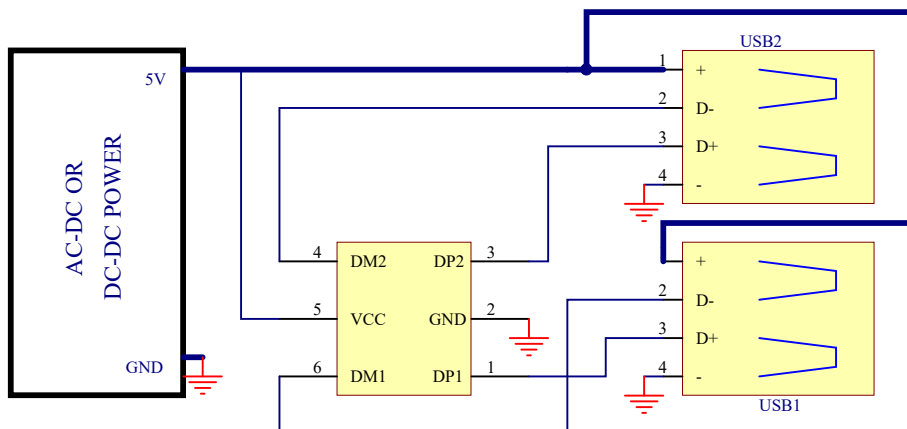 USB2
5V
1 +
2 D-
3 D+
4 -
AC-DC OR
DC-DC POWER
4 DM2 DP2 3
5 VCC GND 2
6 DM1 DP1 1
+
2 D-
3 D+
4 -
GND
USB1